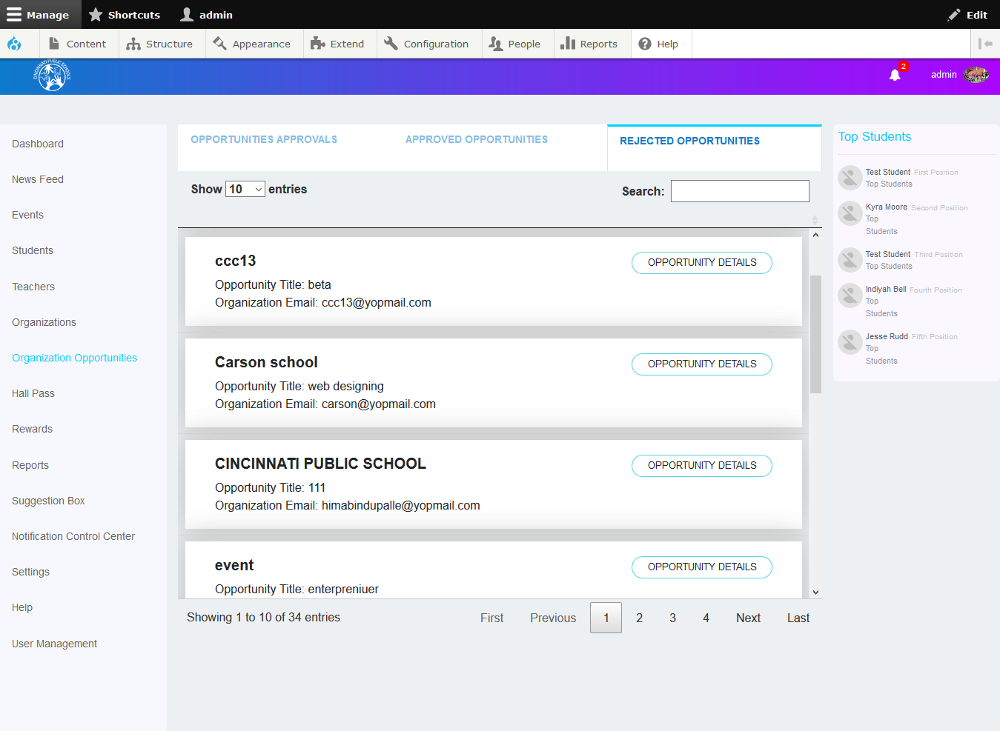 Manage Shortcuts admin Edit
Content Structure Appearance Extend Configuration People Reports Help
CINCINNATI PUBLIC SCHOOLS
2
admin
Dashboard
News Feed
Events
Students
Teachers
Organizations
Organization Opportunities
Hall Pass
Rewards
Reports
Suggestion Box
Notification Control Center
Settings
Help
User Management
OPPORTUNITIES APPROVALS APPROVED OPPORTUNITIES REJECTED OPPORTUNITIES
Show 10 entries Search:
ccc13 OPPORTUNITY DETAILS
Opportunity Title: beta
Organization Email: ccc13@yopmail.com
Carson school OPPORTUNITY DETAILS
Opportunity Title: web designing
Organization Email: carson@yopmail.com
CINCINNATI PUBLIC SCHOOL OPPORTUNITY DETAILS
Opportunity Title: 111
Organization Email: himabindupalle@yopmail.com
event OPPORTUNITY DETAILS
Opportunity Title: enterpreniuer
Showing 1 to 10 of 34 entries First Previous 1 2 3 4 Next Last
Top Students
Test Student First Position
Top Students
Kyra Moore Second Position
Top
Students
Test Student Third Position
Top Students
Indiyah Bell Fourth Position
Top
Students
Jesse Rudd Fifth Position
Top
Students